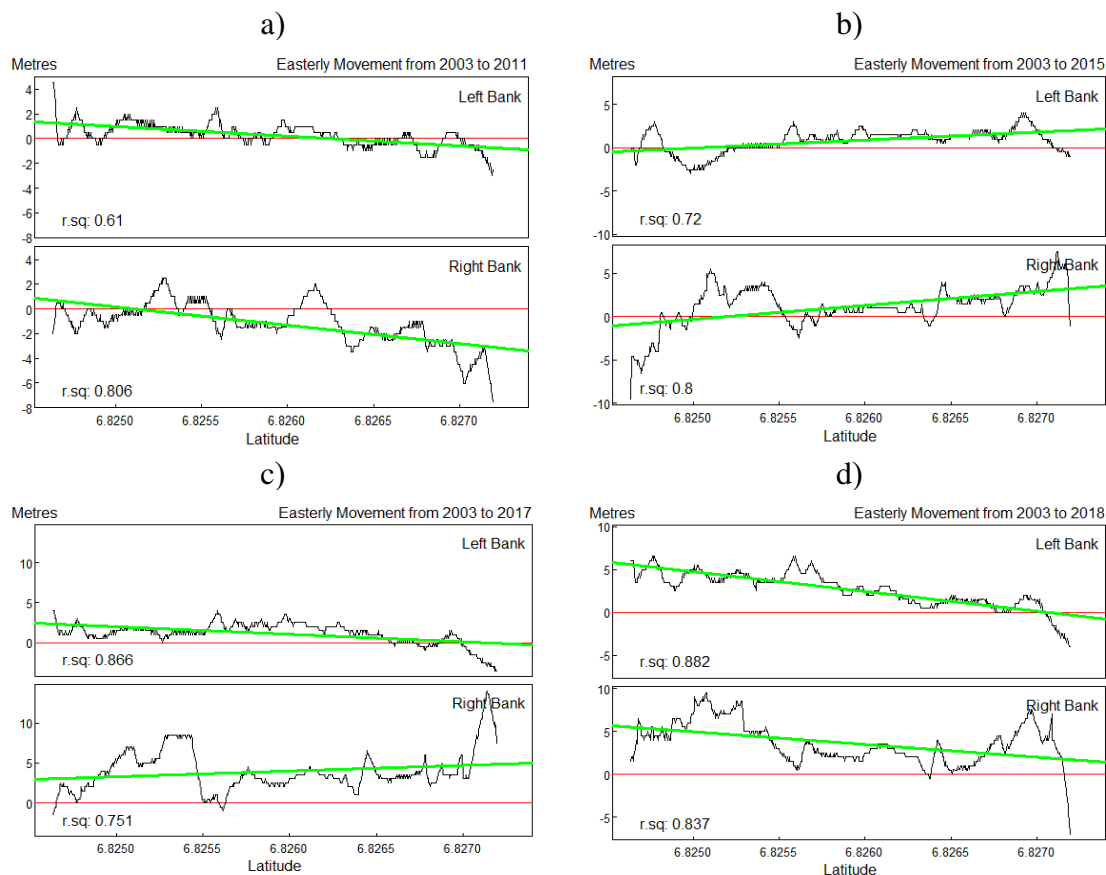 a)
Metres Easterly Movement from 2003 to 2011
Left Bank
4
2
0
-2
-4
-6
-8
r.sq: 0.61
Right Bank
4
2
0
-2
-4
-6
-8
r.sq: 0.806
6.8250 6.8255 6.8260 6.8265 6.8270
Latitude
b)
Metres Easterly Movement from 2003 to 2015
Left Bank
5
0
-5
-10
r.sq: 0.72
Right Bank
5
0
-5
-10
r.sq: 0.8
6.8250 6.8255 6.8260 6.8265 6.8270
Latitude
c)
Metres Easterly Movement from 2003 to 2017
Left Bank
10
5
0
r.sq: 0.866
Right Bank
10
5
0
r.sq: 0.751
6.8250 6.8255 6.8260 6.8265 6.8270
Latitude
d)
Metres Easterly Movement from 2003 to 2018
Left Bank
10
5
0
-5
r.sq: 0.882
Right Bank
10
5
0
-5
r.sq: 0.837
6.8250 6.8255 6.8260 6.8265 6.8270
Latitude